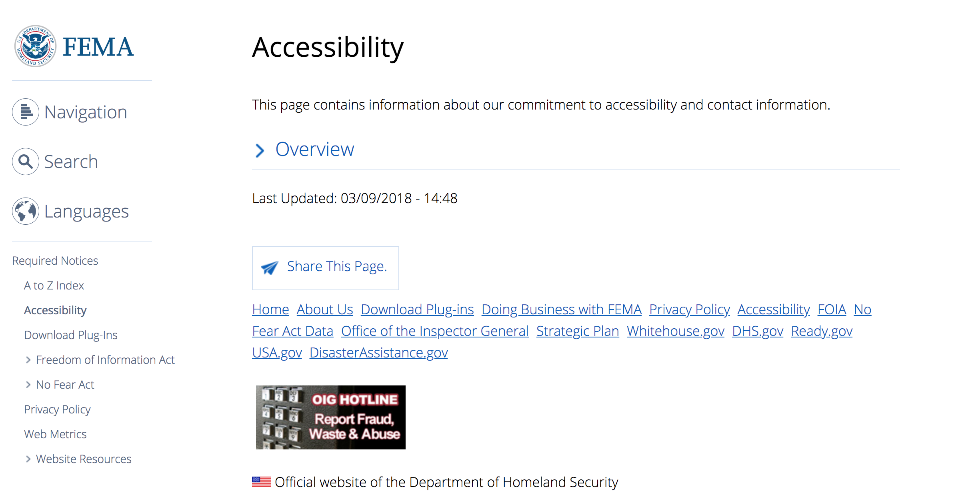 FEMA
Navigation
Search
Languages
Required Notices
A to Z Index
Accessibility
Download Plug-Ins
Freedom of Information Act
No Fear Act
Privacy Policy
Web Metrics
Website Resources
Accessibility
This page contains information about our commitment to accessibility and contact information.
Overview
Last Updated: 03/09/2018 - 14:48
Share This Page.
Home About Us Download Plug-ins Doing Business with FEMA Privacy Policy Accessibility FOIA No
Fear Act Data Office of the Inspector General Strategic Plan Whitehouse.gov DHS.gov Ready.gov
USA.gov DisasterAssistance.gov
OIG HOTLINE
Report Fraud,
Waste & Abuse
Official website of the Department of Homeland Security